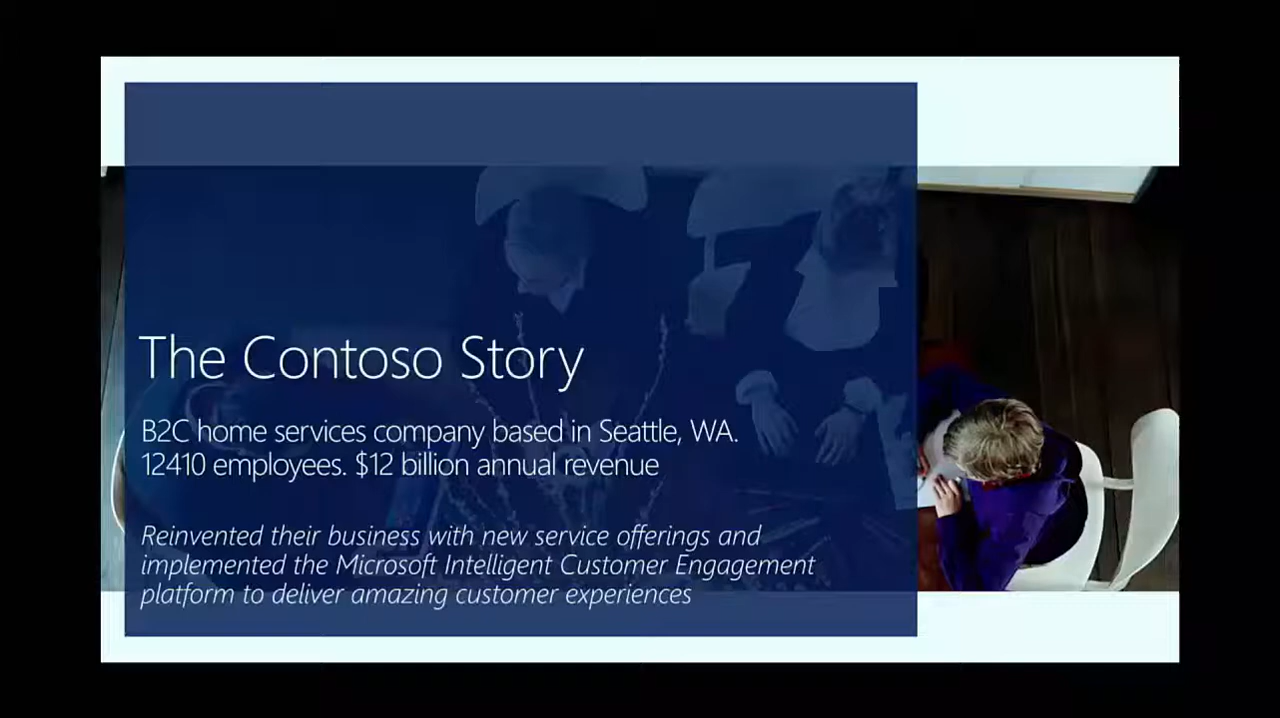 The Contoso Story
B2C home services company based in Seattle, WA.
12410 employees. $12 billion annual revenue
Reinvented their business with new service offerings and
implemented the Microsoft Intelligent Customer Engagement
platform to deliver amazing customer experiences